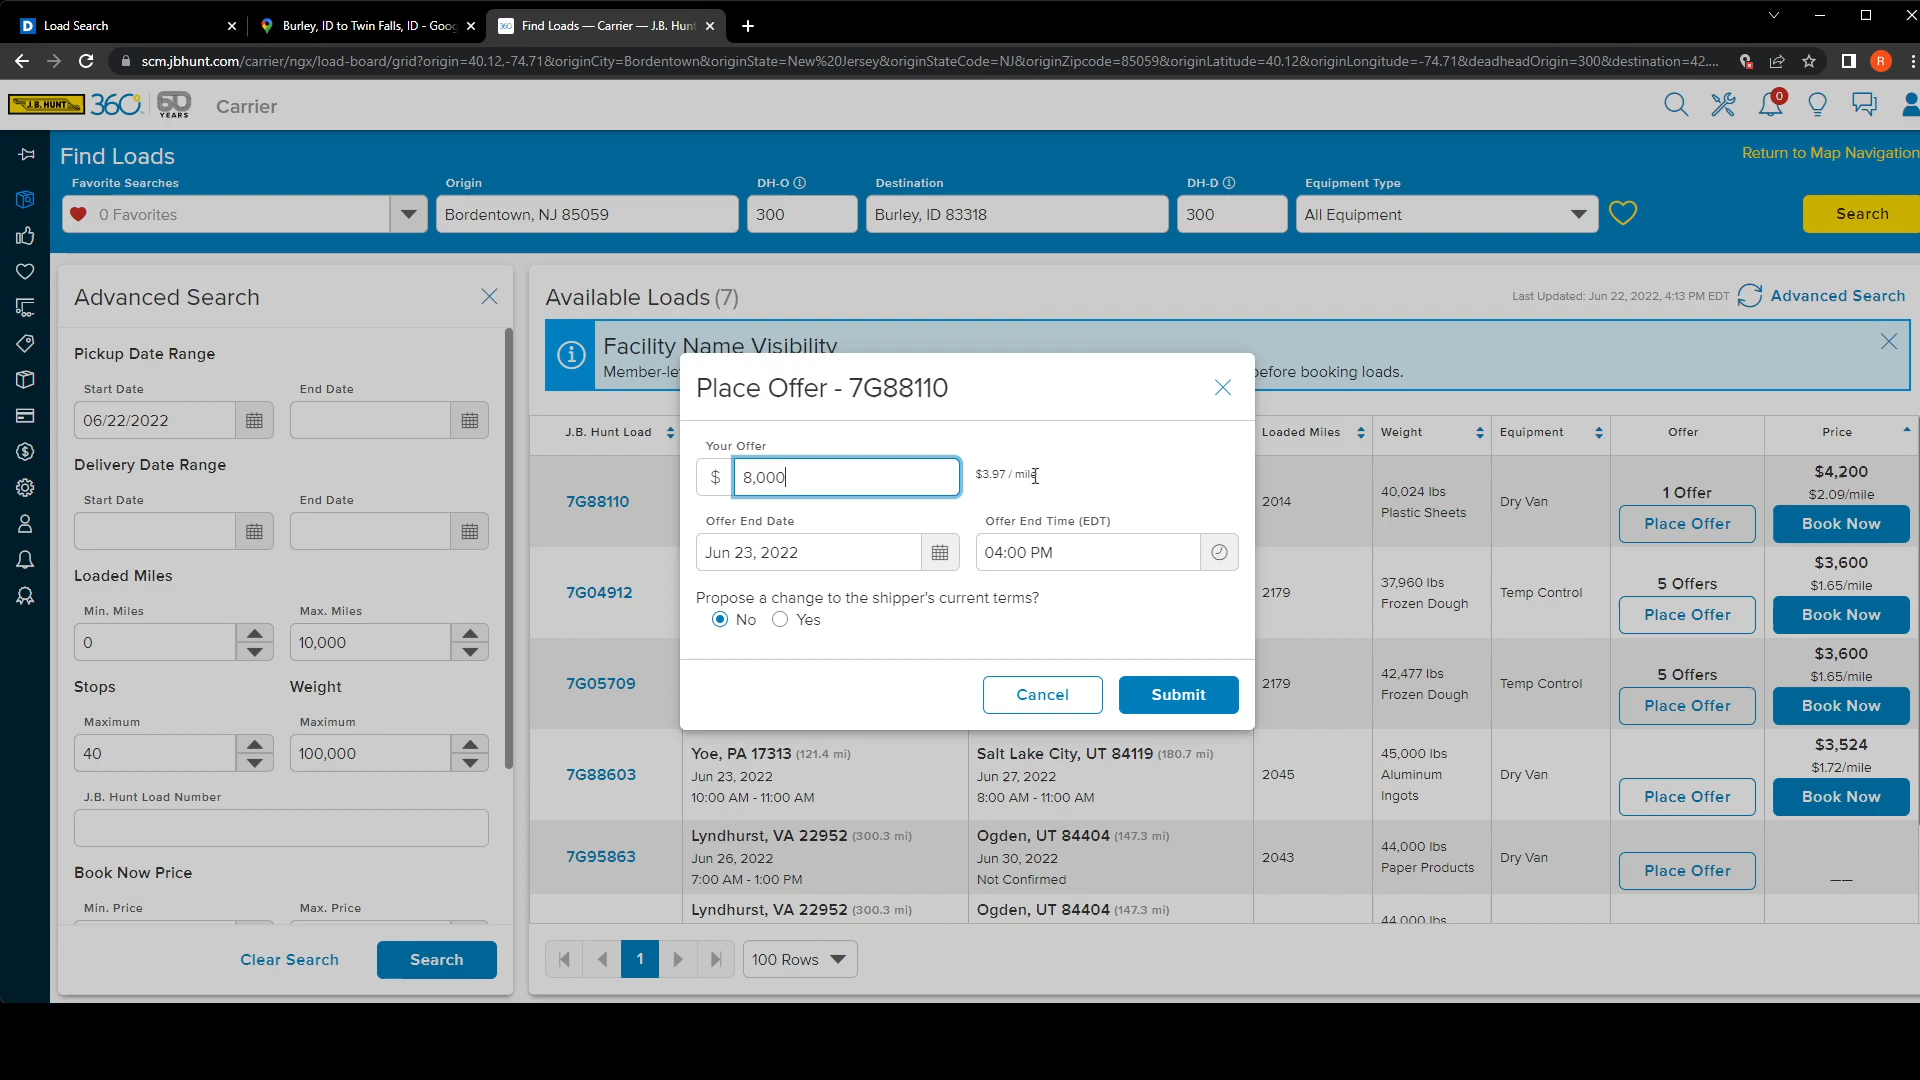 Load Search
Burley, ID to Twin Falls, ID - Goog
Find Loads — Carrier — J.B. Hun
scm.jbhunt.com/carrier/ngx/load-board/grid?origin=40.12,-74.71&originCity=Bordentown&originState=New%20Jersey&originStateCode=NJ&originZipcode=85059&originLatitude=40.12&originLongitude=-74.71&deadheadOrigin=300&destination=42....
R
J.B. HUNT 360° 60 YEARS Carrier
0
Find Loads
Return to Map Navigation
Favorite Searches Origin DH-O Destination DH-D Equipment Type
0 Favorites Bordentown, NJ 85059 300 Burley, ID 83318 300 All Equipment Search
Advanced Search
Pickup Date Range
Start Date End Date
06/22/2022
Delivery Date Range
Start Date End Date
Loaded Miles
Min. Miles Max. Miles
0 10,000
Stops Weight
Maximum Maximum
40 100,000
J.B. Hunt Load Number
Book Now Price
Min. Price Max. Price
Clear Search Search
Available Loads (7)
Last Updated: Jun 22, 2022, 4:13 PM EDT Advanced Search
Facility Name Visibility
Member-le
before booking loads.
J.B. Hunt Load Loaded Miles Weight Equipment Offer Price
7G88110 2014 40,024 lbs Plastic Sheets Dry Van 1 Offer Place Offer $4,200 $2.09/mile Book Now
7G04912 2179 37,960 lbs Frozen Dough Temp Control 5 Offers Place Offer $3,600 $1.65/mile Book Now
7G05709 2179 42,477 lbs Frozen Dough Temp Control 5 Offers Place Offer $3,600 $1.65/mile Book Now
7G88603 Yoe, PA 17313 (121.4 mi) Jun 23, 2022 10:00 AM - 11:00 AM Salt Lake City, UT 84119 (180.7 mi) Jun 27, 2022 8:00 AM - 11:00 AM 2045 45,000 lbs Aluminum Ingots Dry Van Place Offer $3,524 $1.72/mile Book Now
7G95863 Lyndhurst, VA 22952 (300.3 mi) Jun 26, 2022 7:00 AM - 1:00 PM Ogden, UT 84404 (147.3 mi) Jun 30, 2022 Not Confirmed 2043 44,000 lbs Paper Products Dry Van Place Offer __
Lyndhurst, VA 22952 (300.3 mi) Ogden, UT 84404 (147.3 mi) 44,000 lbs
1 100 Rows
Place Offer - 7G88110
Your Offer
$ 8,000 $3.97 / mile
Offer End Date Offer End Time (EDT)
Jun 23, 2022 04:00 PM
Propose a change to the shipper's current terms?
No Yes
Cancel Submit